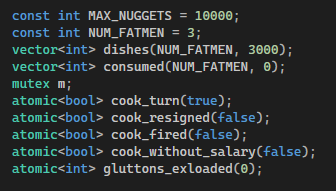 const int MAX_NUGGETS = 10000;
const int NUM_FATMEN = 3;
vector<int> dishes(NUM_FATMEN, 3000);
vector<int> consumed(NUM_FATMEN, 0);
mutex m;
atomic<bool> cook_turn(true);
atomic<bool> cook_resigned(false);
atomic<bool> cook_fired(false);
atomic<bool> cook_without_salary(false);
atomic<int> gluttons_exloaded(0);